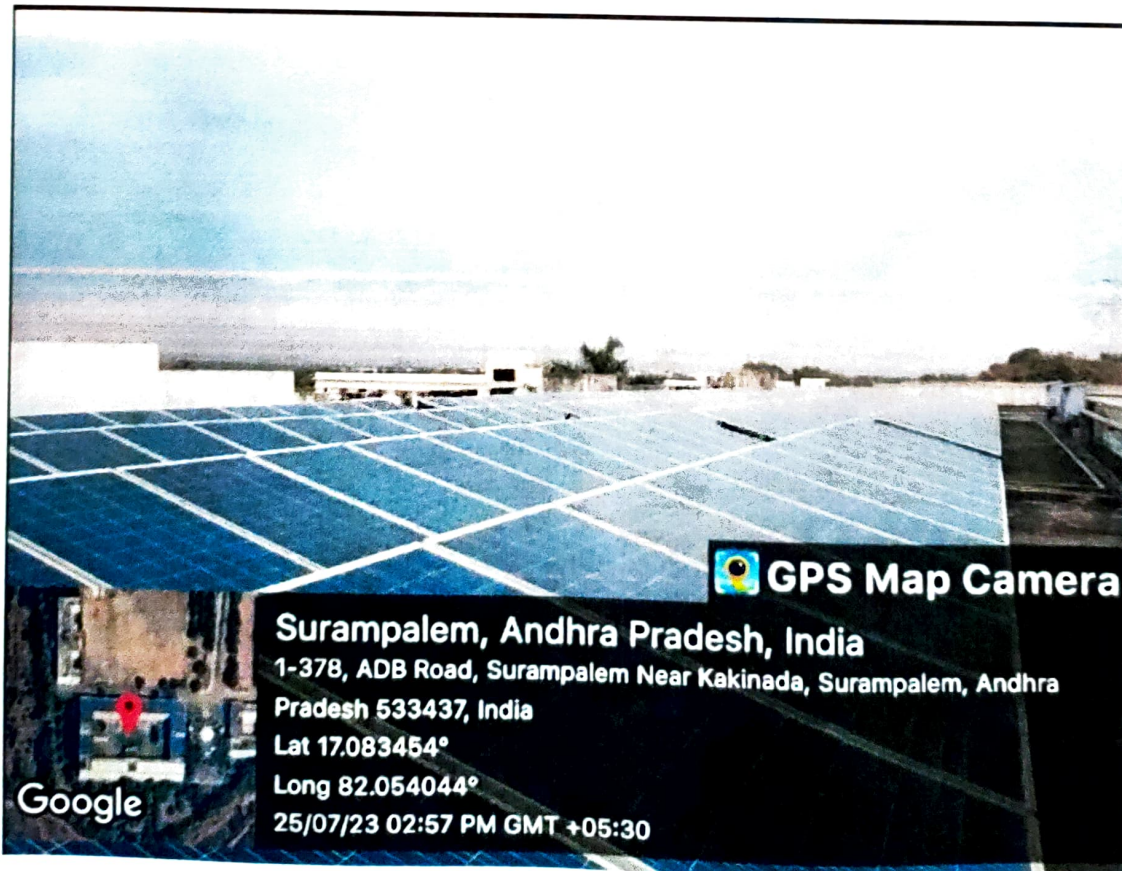 GPS Map Camera
Surampalem, Andhra Pradesh, India
1-378, ADB Road, Surampalem Near Kakinada, Surampalem, Andhra
Pradesh 533437, India
Lat 17.083454°
Long 82.054044°
25/07/23 02:57 PM GMT +05:30
Google